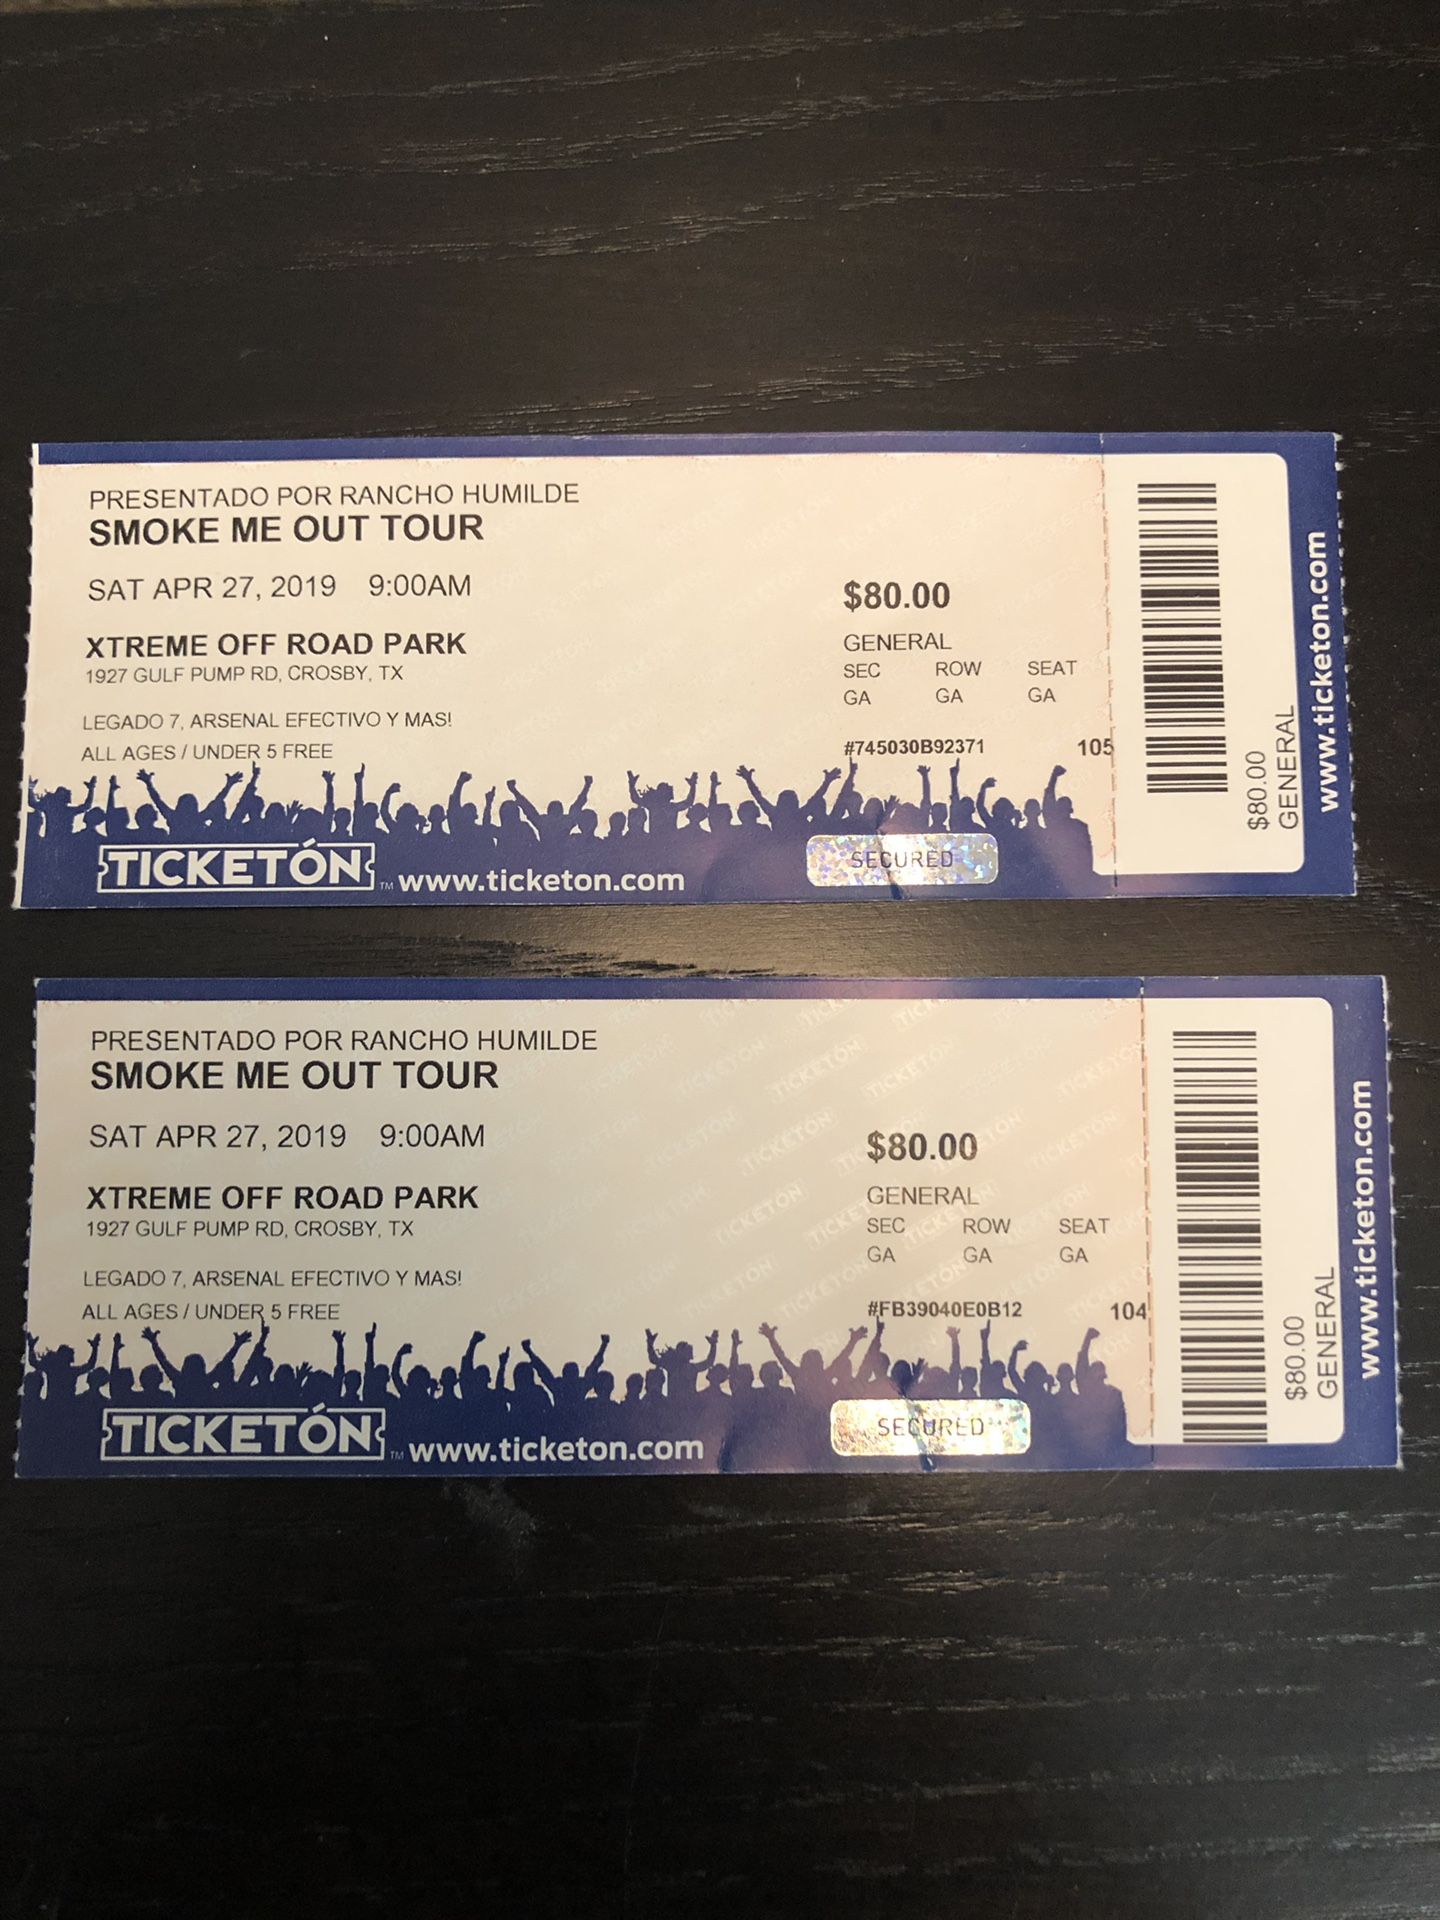 PRESENTADO POR RANCHO HUMILDE
SMOKE ME OUT TOUR
SAT APR 27, 2019 9:00AM
XTREME OFF ROAD PARK
1927 GULF PUMP RD, CROSBY, TX
LEGADO 7, ARSENAL EFECTIVO Y MAS!
ALL AGES / UNDER 5 FREE
$80.00
GENERAL
SEC ROW SEAT
GA GA GA
#745030B92371 105
TICKETÓN™ www.ticketon.com
SECURED
$80.00
GENERAL
www.ticketon.com
PRESENTADO POR RANCHO HUMILDE
SMOKE ME OUT TOUR
SAT APR 27, 2019 9:00AM
XTREME OFF ROAD PARK
1927 GULF PUMP RD, CROSBY, TX
LEGADO 7, ARSENAL EFECTIVO Y MAS!
ALL AGES / UNDER 5 FREE
$80.00
GENERAL
SEC ROW SEAT
GA GA GA
#FB39040E0B12 104
TICKETÓN™ www.ticketon.com
SECURED
$80.00
GENERAL
www.ticketon.com